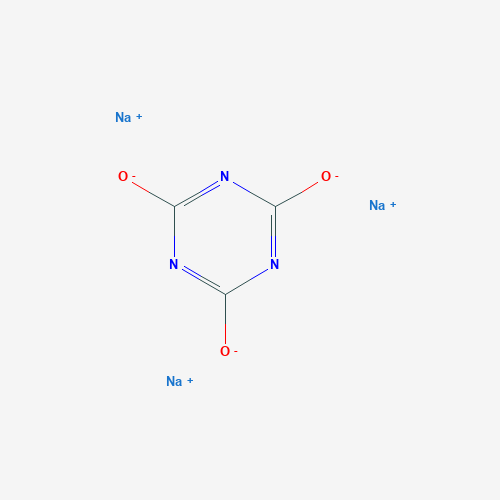 Na +
O - N O -
Na +
N N
O -
Na +